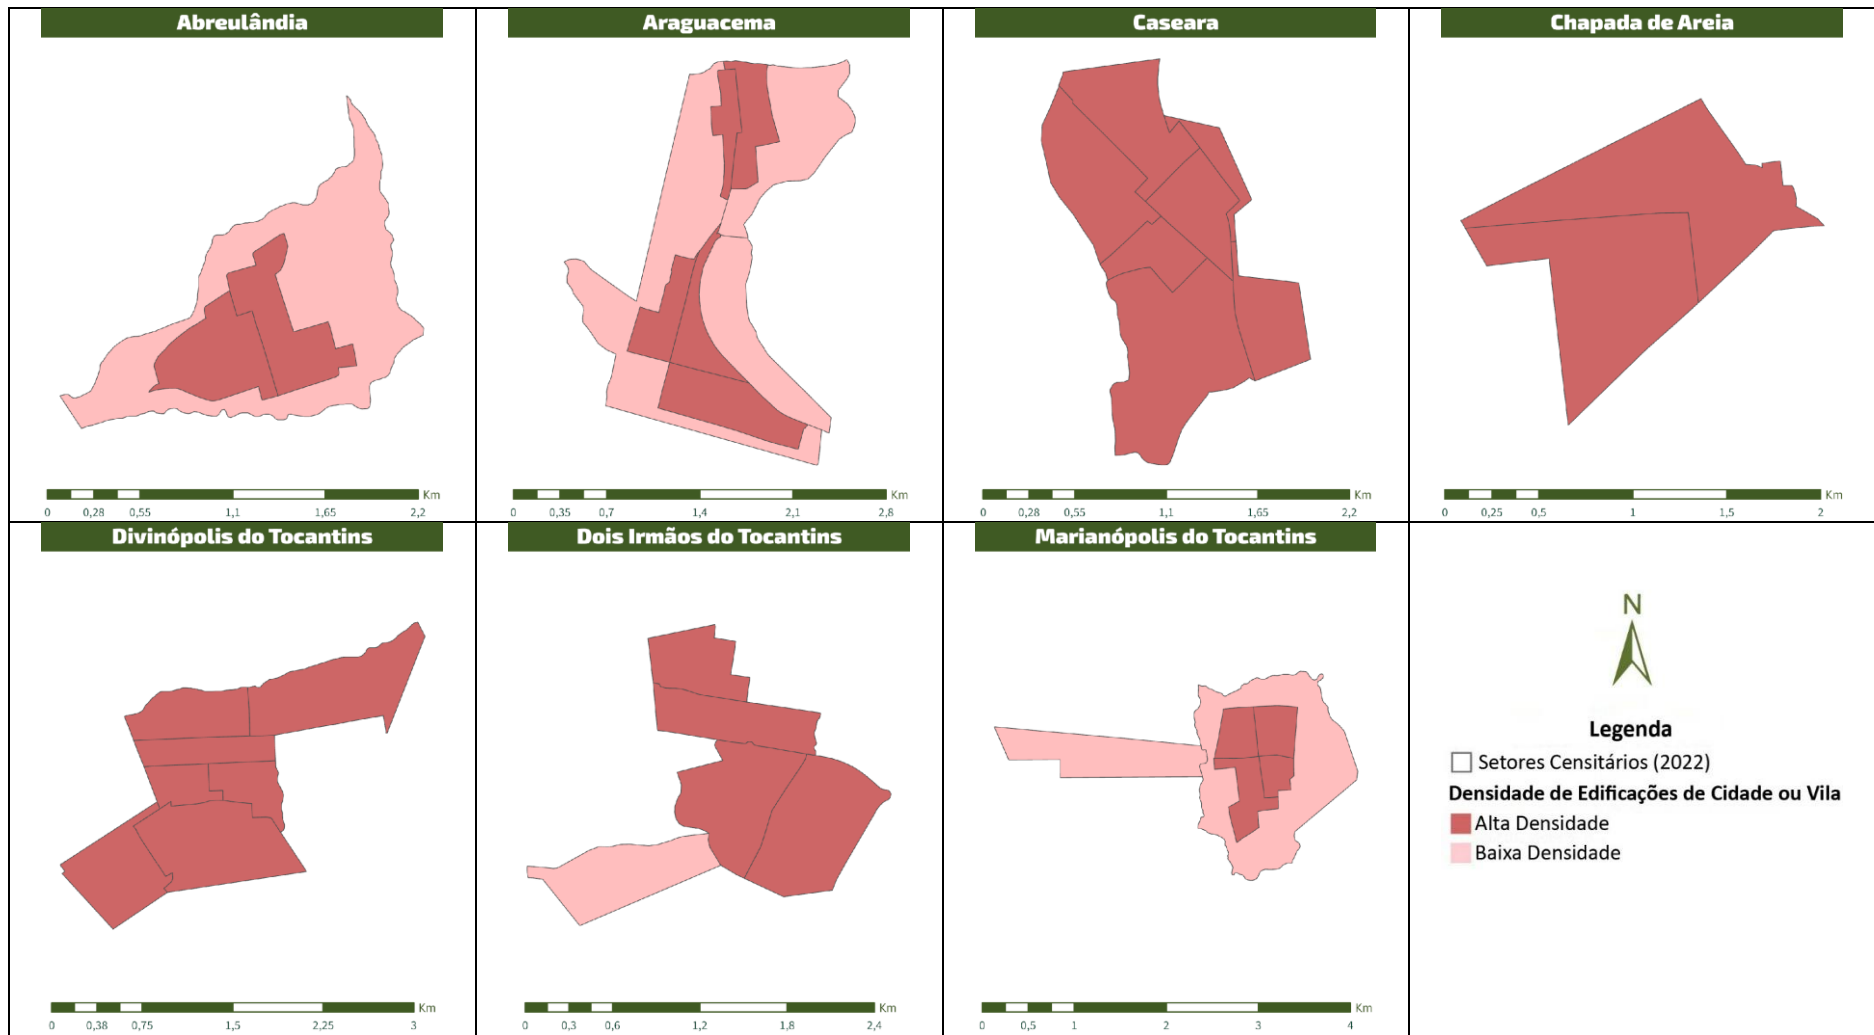 Abreulândia
Araguacema
Caseara
Chapada de Areia
Km
0 0,28 0,55 1,1 1,65 2,2
Km
0 0,35 0,7 1,4 2,1 2,8
Km
0 0,28 0,55 1,1 1,65 2,2
Km
0 0,25 0,5 1 1,5 2
Divinópolis do Tocantins
Dois Irmãos do Tocantins
Marianópolis do Tocantins
N
Legenda
Setores Censitários (2022)
Densidade de Edificações de Cidade ou Vila
Alta Densidade
Baixa Densidade
Km
0 0,38 0,75 1,5 2,25 3
Km
0 0,3 0,6 1,2 1,8 2,4
Km
0 0,5 1 2 3 4